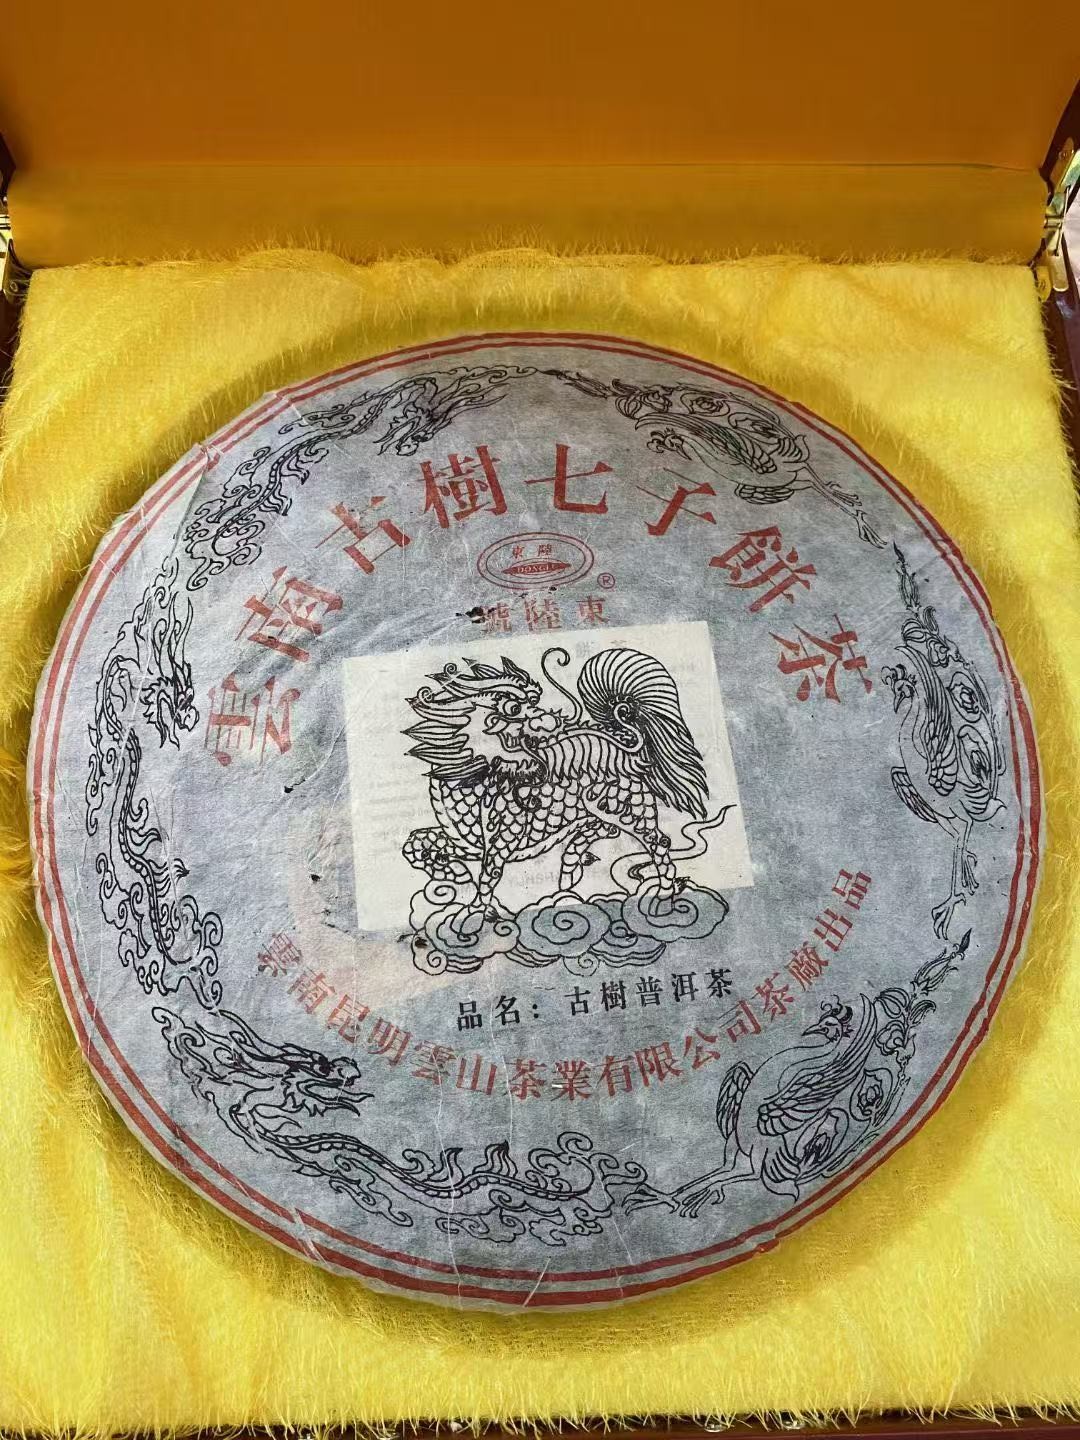 雲南古樹七子餅茶
東陸
DONGLU
®
號陸東
品名：古樹普洱茶
雲南昆明雲山茶業有限公司茶廠出品